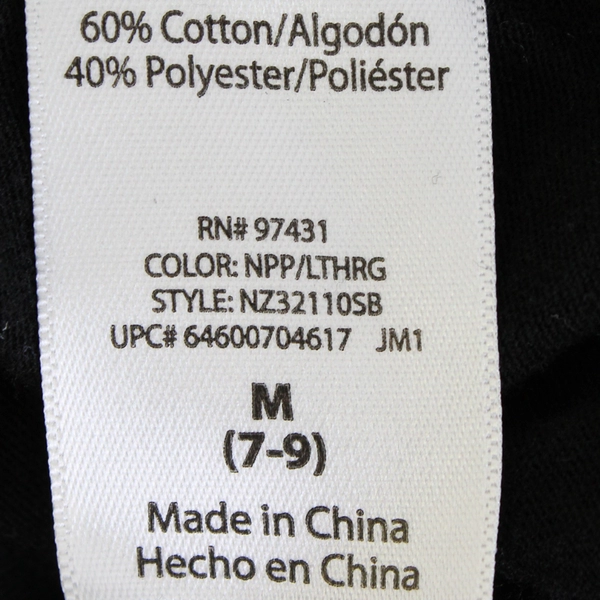 60% Cotton/Algodón
40% Polyester/Poliéster
RN# 97431
COLOR: NPP/LTHRG
STYLE: NZ32110SB
UPC# 64600704617 JM1
M
(7-9)
Made in China
Hecho en China